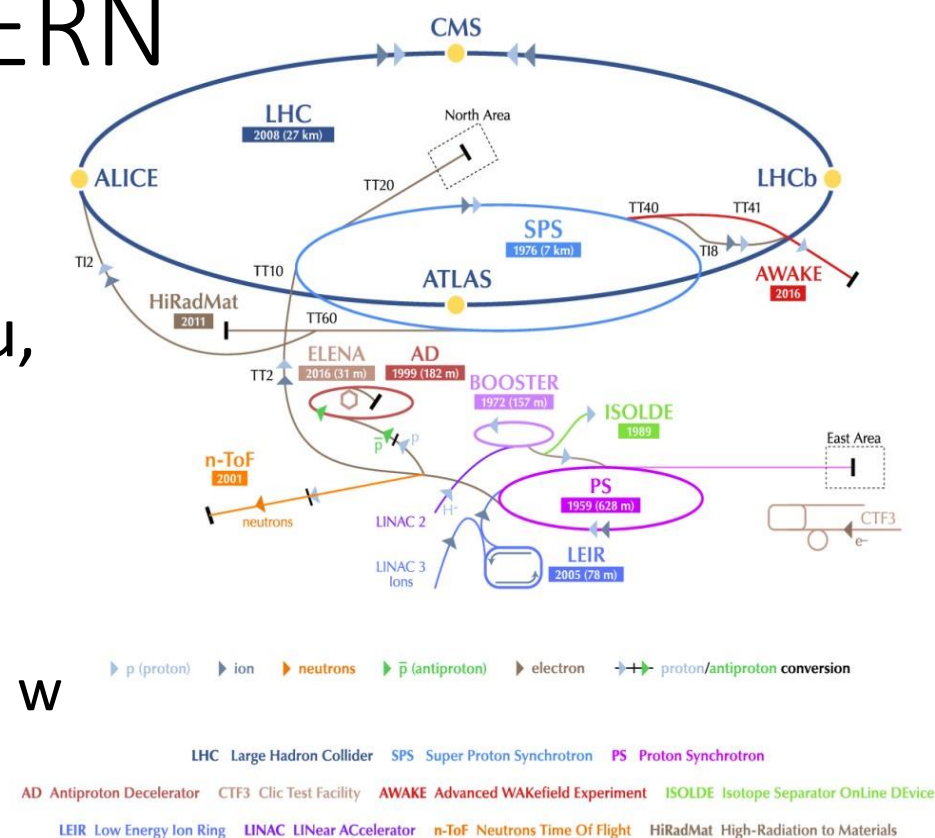 ERN
CMS
LHC
2008 (27 km)
North Area
ALICE
LHCb
TT20
TT40
TT41
SPS
1976 (7 km)
TI8
TI2
TT10
ATLAS
AWAKE
2016
HiRadMat
2011
TT60
u,
ELENA
2016 (31 m)
AD
1999 (182 m)
TT2
BOOSTER
1972 (157 m)
ISOLDE
1989
p̅
p
East Area
n-ToF
2001
PS
1959 (628 m)
neutrons
H⁺
LINAC 2
CTF3
e−
LEIR
2005 (78 m)
LINAC 3
Ions
p (proton) ion neutrons p̅ (antiproton) electron proton/antiproton conversion
w
LHC Large Hadron Collider SPS Super Proton Synchrotron PS Proton Synchrotron
AD Antiproton Decelerator CTF3 Clic Test Facility AWAKE Advanced WAKefield Experiment ISOLDE Isotope Separator OnLine DEvice
LEIR Low Energy Ion Ring LINAC LINear ACcelerator n-ToF Neutrons Time Of Flight HiRadMat High-Radiation to Materials